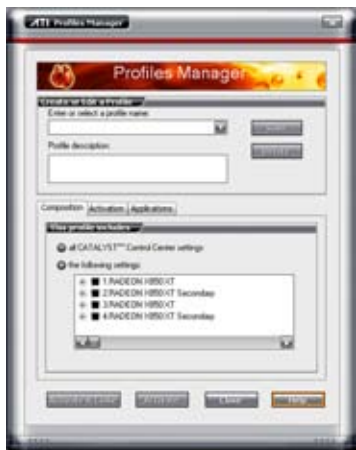 ATI Profiles Manager
Profiles Manager
Create or Edit a Profile
Enter or select a profile name:
Profile description:
Composition Activation Applications
This profile includes
all CATALYST™ Control Center settings
the following settings:
1.RADEON X850 XT
2.RADEON X850 XT Secondary
3.RADEON X850 XT
4.RADEON X850 XT Secondary
Close Help